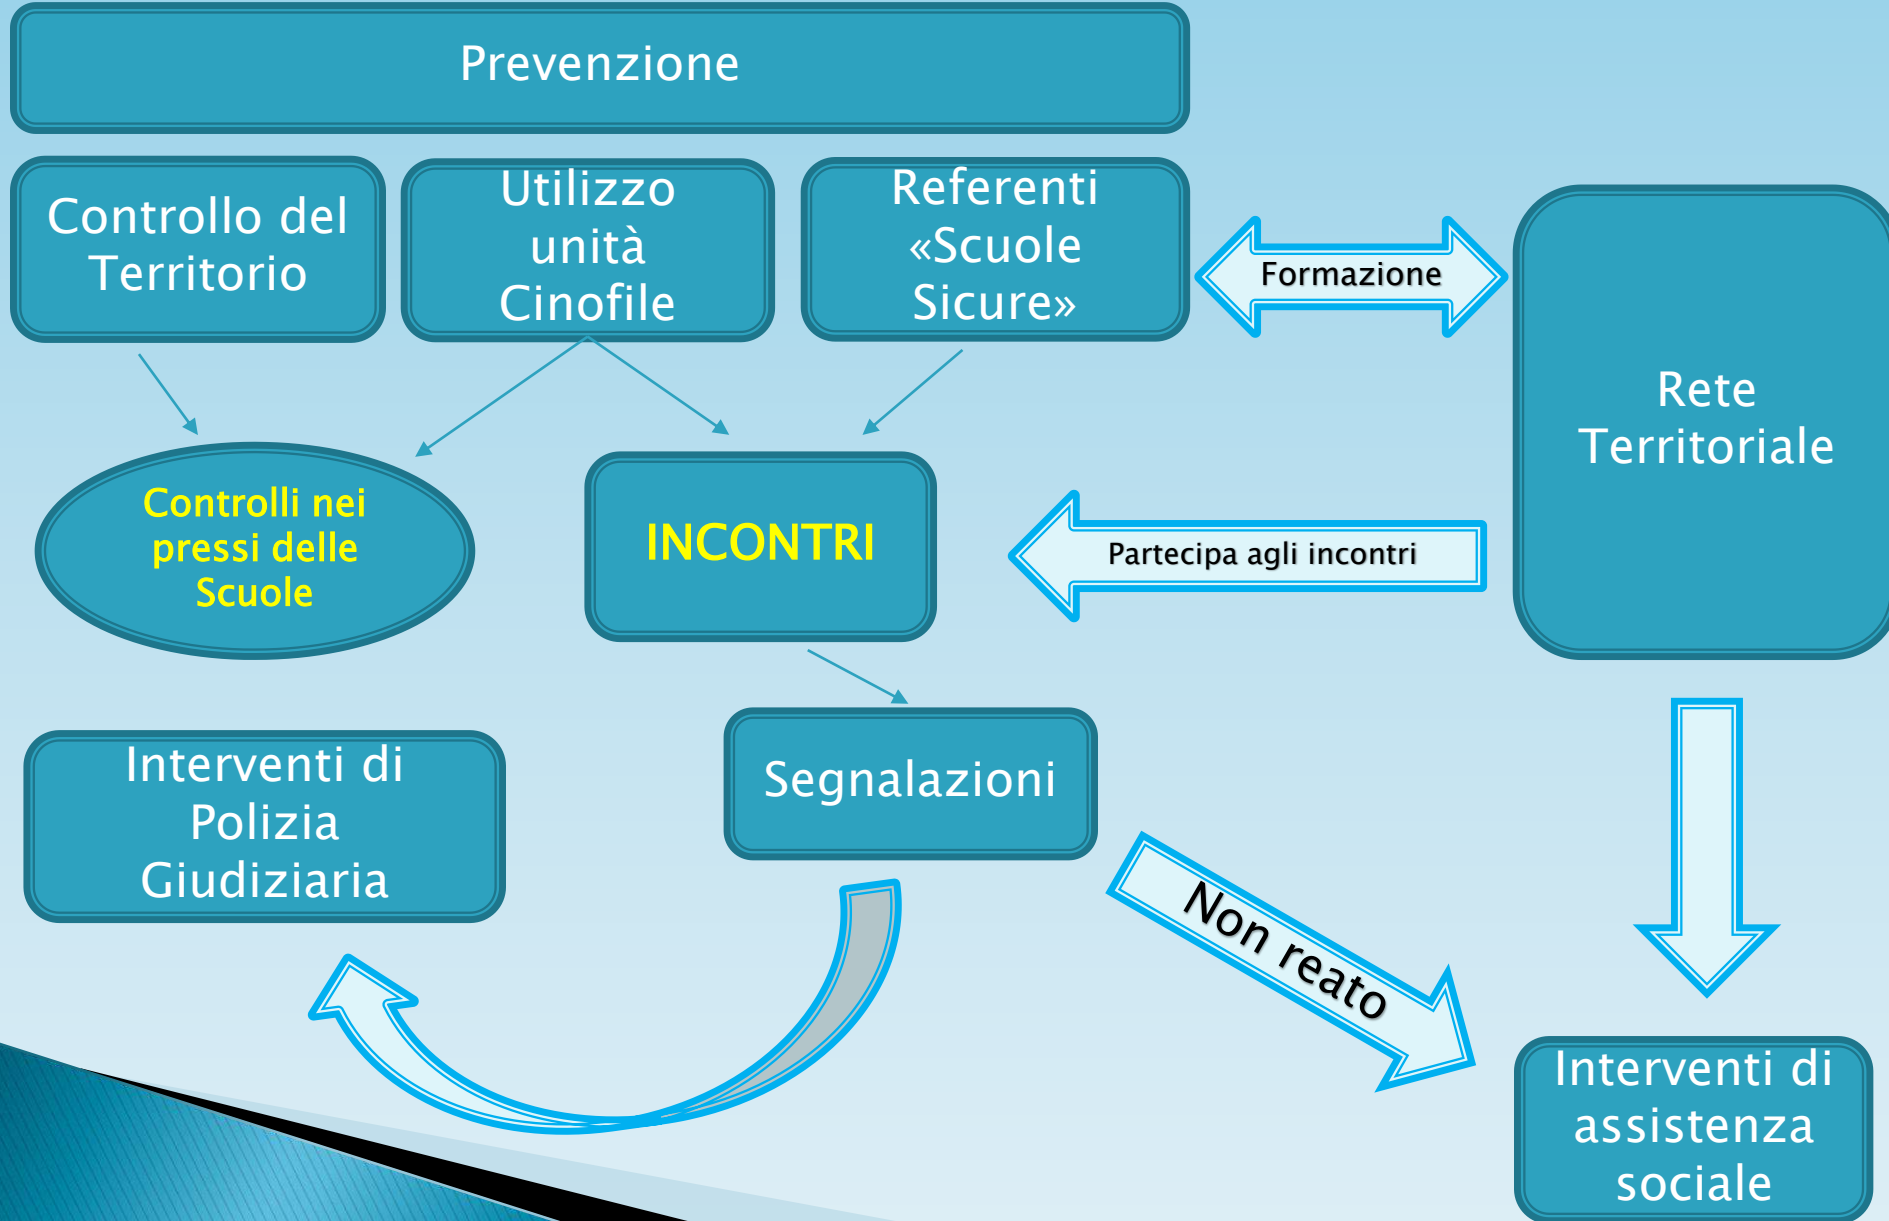 Prevenzione
Controllo del
Territorio
Utilizzo
unità
Cinofile
Referenti
«Scuole
Sicure»
Formazione
Rete
Territoriale
Controlli nei
pressi delle
Scuole
INCONTRI
Partecipa agli incontri
Interventi di
Polizia
Giudiziaria
Segnalazioni
Non reato
Interventi di
assistenza
sociale